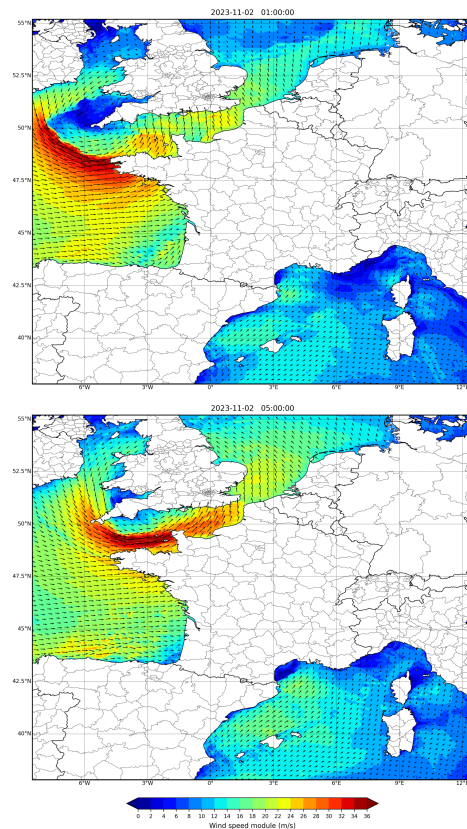 2023-11-02 01:00:00
55°N
52.5°N
50°N
47.5°N
45°N
42.5°N
40°N
6°W 3°W 0° 3°E 6°E 9°E 12°E
2023-11-02 05:00:00
55°N
52.5°N
50°N
47.5°N
45°N
42.5°N
40°N
6°W 3°W 0° 3°E 6°E 9°E 12°E
0 2 4 6 8 10 12 14 16 18 20 22 24 26 28 30 32 34 36
Wind speed module (m/s)